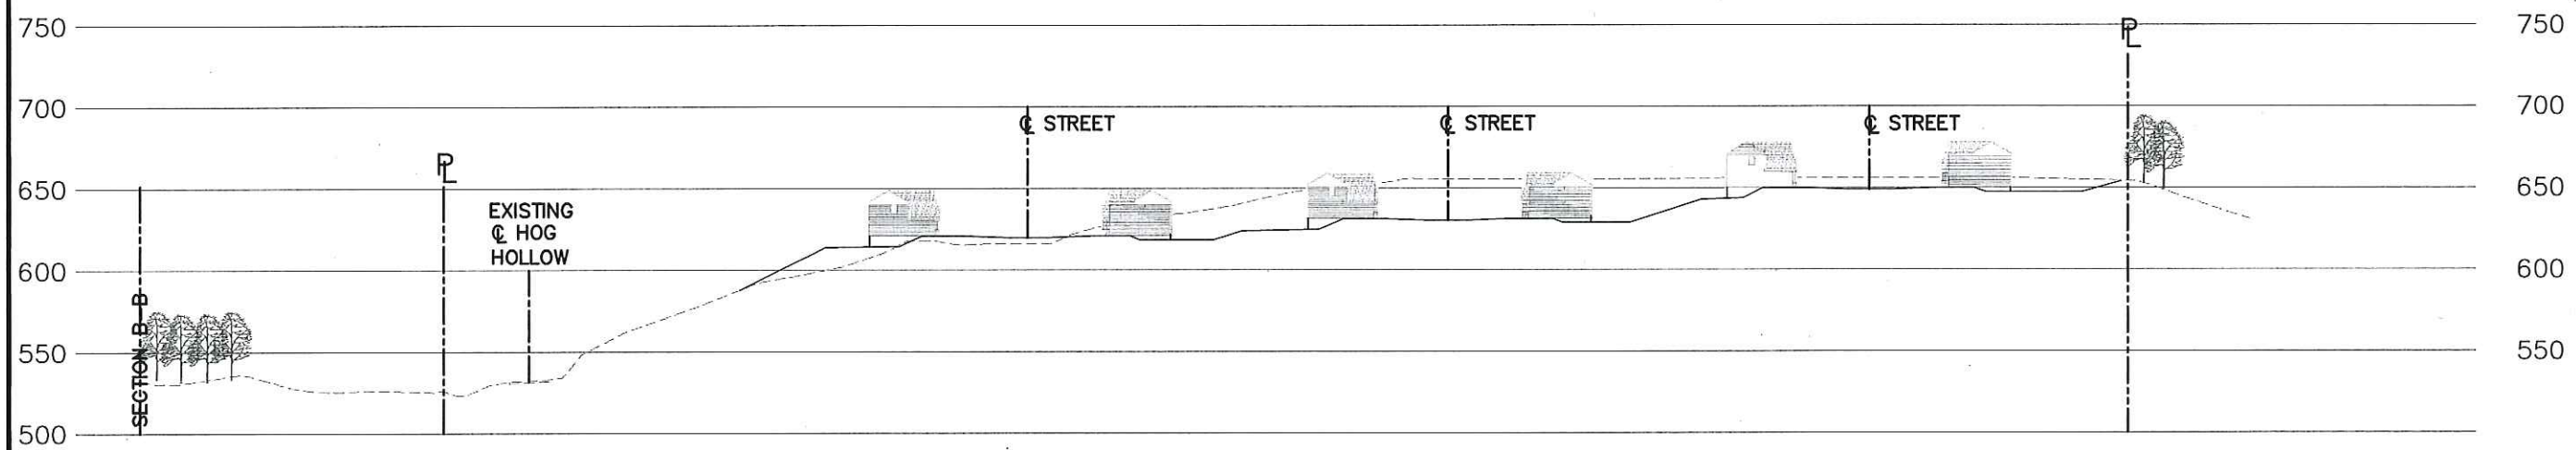 750
750
PL
700
700
℄ STREET
℄ STREET
℄ STREET
PL
650
650
EXISTING
℄ HOG
HOLLOW
600
600
SECTION B-B
550
550
500